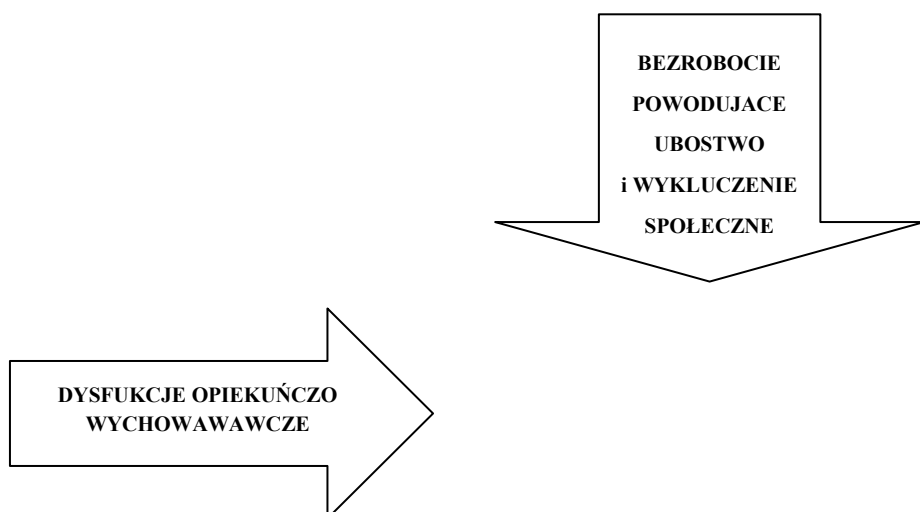 BEZROBOCIE
POWODUJACE
UBOSTWO
i WYKLUCZENIE
SPOŁECZNE
DYSFUKCJE OPIEKUŃCZO
WYCHOWAWAWCZE